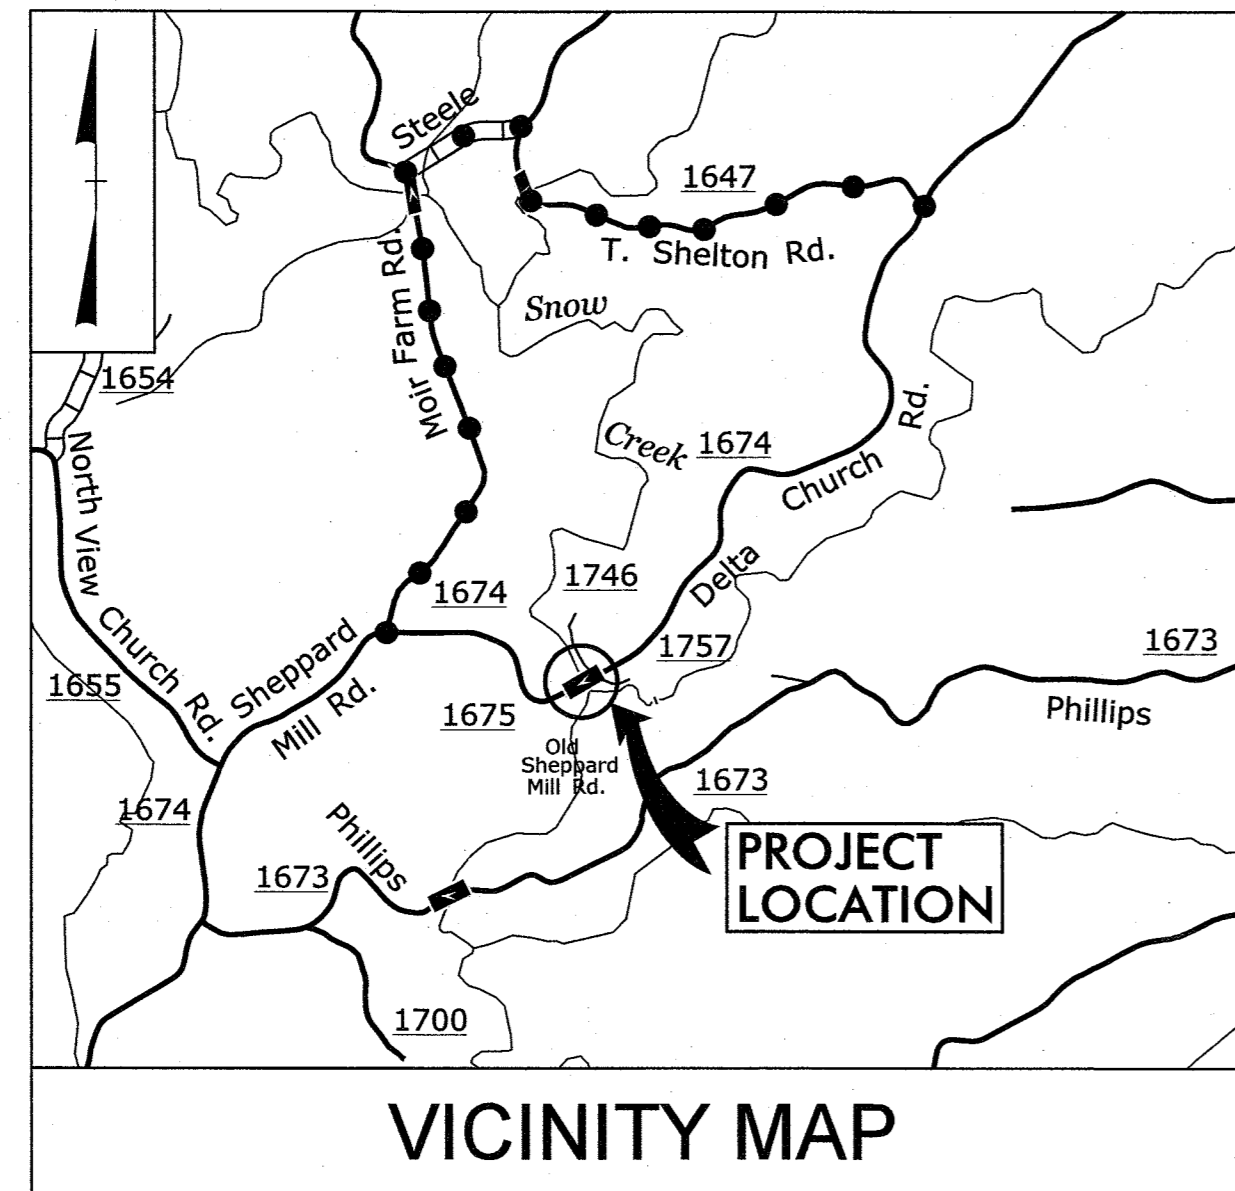 Steele
1647
T. Shelton Rd.
Moir Farm Rd.
Snow
1654
Creek
1674
Church Rd.
North View Church Rd.
Delta
1746
1674
1757
1673
Sheppard
Mill Rd.
1655
1675
Phillips
Old
Sheppard
Mill Rd.
1673
1674
Phillips
1673
PROJECT
LOCATION
1700
VICINITY MAP